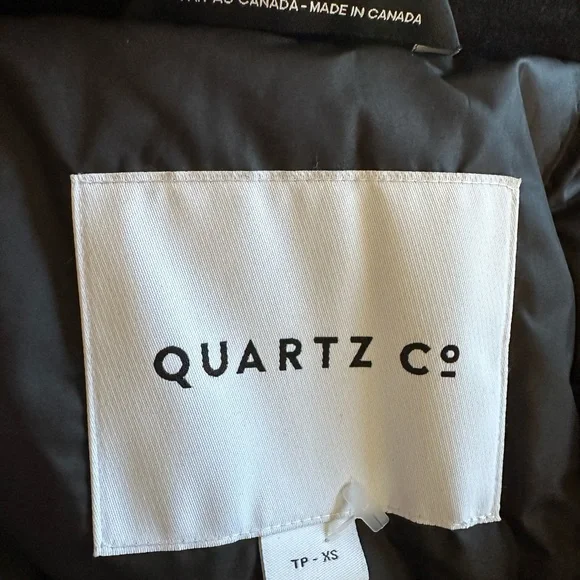 AU CANADA - MADE IN CANADA
QUARTZ Cº
TP - XS